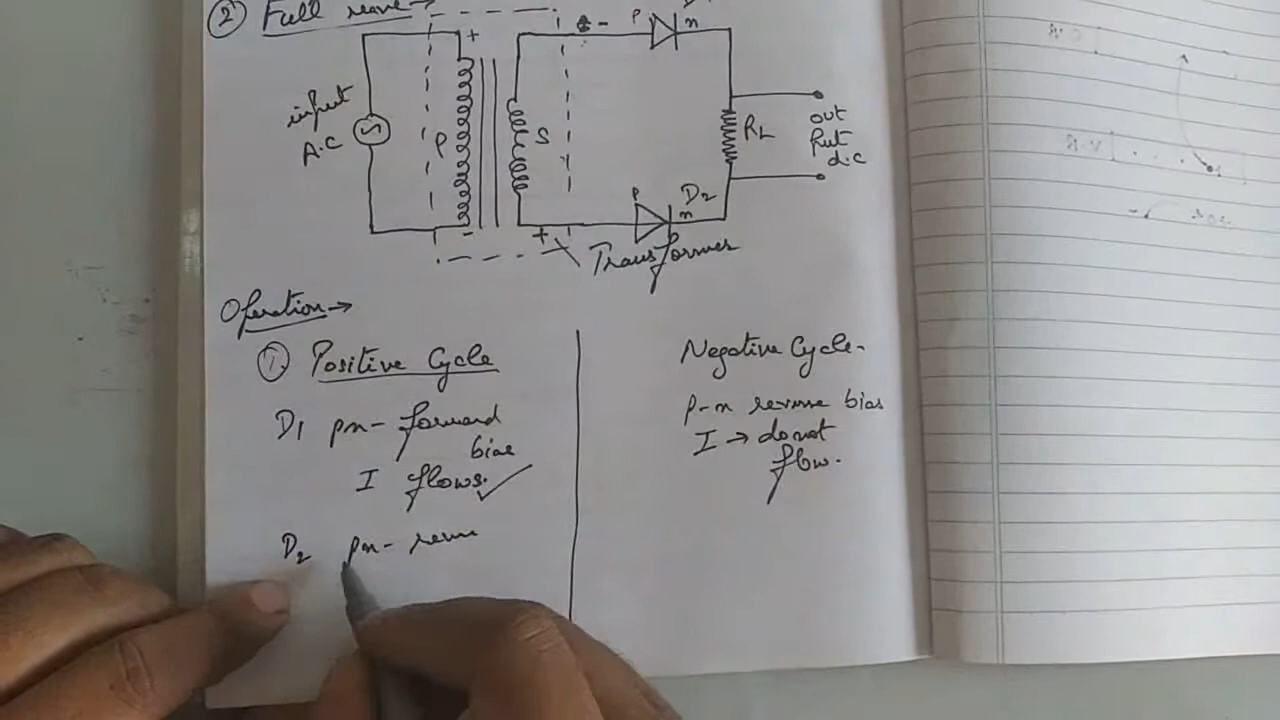 ② Full wave→
+
- P D1
n
input
A.C
P
S
RL
out
put
d.c
P D2
n
-
+
Transformer
Operation→
① Positive Cycle
D1 pn- forward
bias
I flows. ✓
D2 pn-
Negative Cycle-
p-n reverse bias
I → do not
flow.